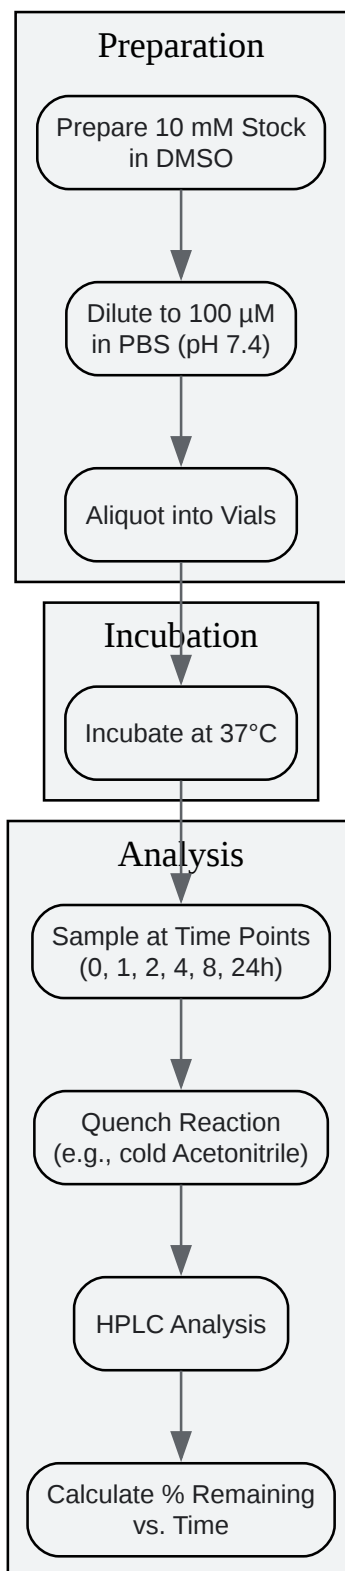 Preparation
Prepare 10 mM Stock
in DMSO
Dilute to 100 µM
in PBS (pH 7.4)
Aliquot into Vials
Incubation
Incubate at 37°C
Analysis
Sample at Time Points
(0, 1, 2, 4, 8, 24h)
Quench Reaction
(e.g., cold Acetonitrile)
HPLC Analysis
Calculate % Remaining
vs. Time